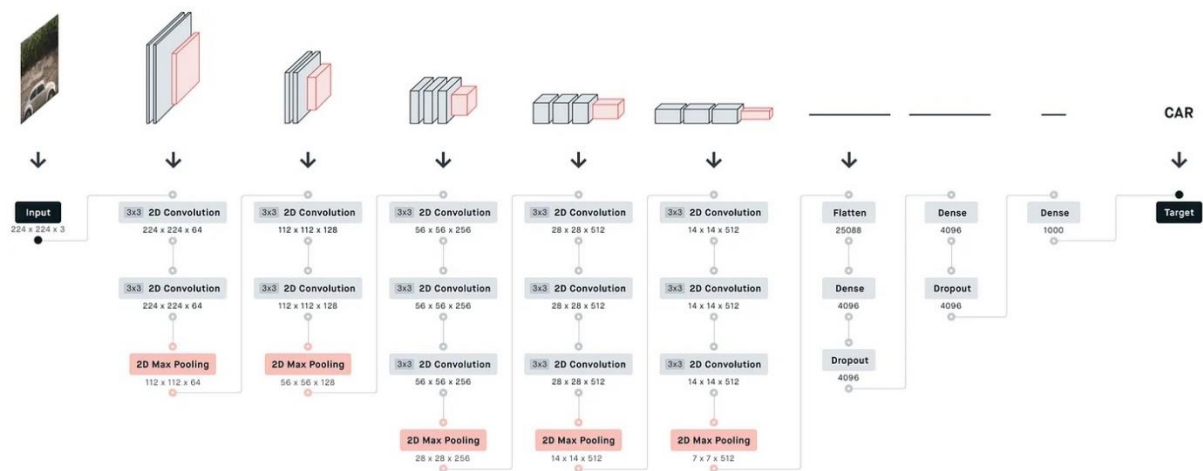 CAR
Input
224 x 224 x 3
3x3 2D Convolution
224 x 224 x 64
3x3 2D Convolution
224 x 224 x 64
2D Max Pooling
112 x 112 x 64
3x3 2D Convolution
112 x 112 x 128
3x3 2D Convolution
112 x 112 x 128
2D Max Pooling
56 x 56 x 128
3x3 2D Convolution
56 x 56 x 256
3x3 2D Convolution
56 x 56 x 256
3x3 2D Convolution
56 x 56 x 256
2D Max Pooling
28 x 28 x 256
3x3 2D Convolution
28 x 28 x 512
3x3 2D Convolution
28 x 28 x 512
3x3 2D Convolution
28 x 28 x 512
2D Max Pooling
14 x 14 x 512
3x3 2D Convolution
14 x 14 x 512
3x3 2D Convolution
14 x 14 x 512
3x3 2D Convolution
14 x 14 x 512
2D Max Pooling
7 x 7 x 512
Flatten
25088
Dense
4096
Dropout
4096
Dense
4096
Dropout
4096
Dense
1000
Target